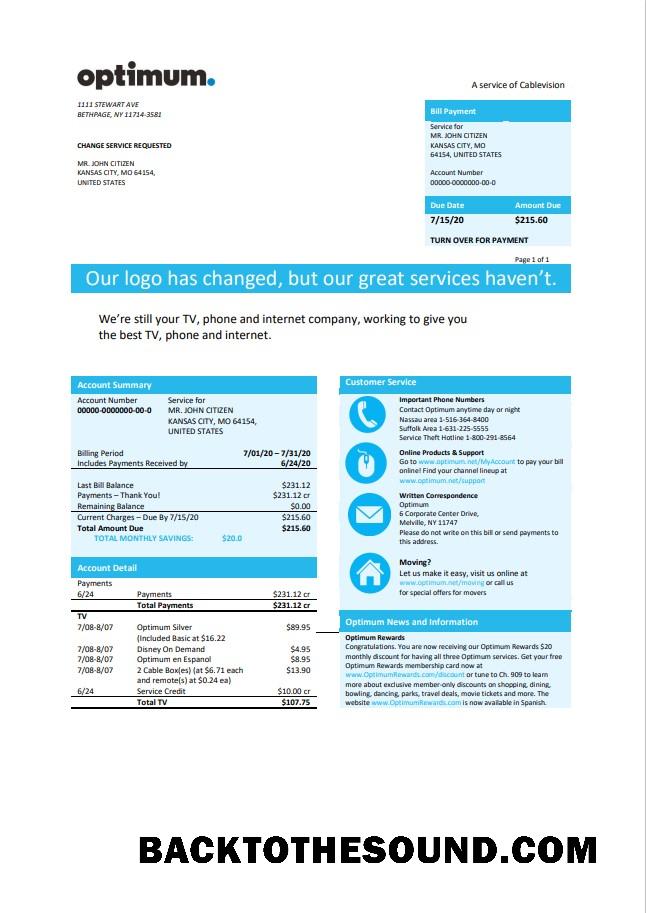 optimum.
A service of Cablevision
1111 STEWART AVE
BETHPAGE, NY 11714-3581
CHANGE SERVICE REQUESTED
MR. JOHN CITIZEN
KANSAS CITY, MO 64154,
UNITED STATES
Bill Payment
Service for
MR. JOHN CITIZEN
KANSAS CITY, MO
64154, UNITED STATES
Account Number
00000-0000000-00-0
Due Date Amount Due
7/15/20 $215.60
TURN OVER FOR PAYMENT
Page 1 of 1
Our logo has changed, but our great services haven't.
We're still your TV, phone and internet company, working to give you
the best TV, phone and internet.
Account Summary
Account Number Service for
00000-0000000-00-0 MR. JOHN CITIZEN
KANSAS CITY, MO 64154,
UNITED STATES
Billing Period 7/01/20 – 7/31/20
Includes Payments Received by 6/24/20
Last Bill Balance $231.12
Payments – Thank You! $231.12 cr
Remaining Balance $0.00
Current Charges – Due By 7/15/20 $215.60
Total Amount Due $215.60
TOTAL MONTHLY SAVINGS: $20.0
Account Detail
Payments
6/24 Payments $231.12 cr
Total Payments $231.12 cr
TV
7/08-8/07 Optimum Silver $89.95
(Included Basic at $16.22
7/08-8/07 Disney On Demand $4.95
7/08-8/07 Optimum en Espanol $8.95
7/08-8/07 2 Cable Box(es) (at $6.71 each $13.90
and remote(s) at $0.24 ea)
6/24 Service Credit $10.00 cr
Total TV $107.75
Customer Service
Important Phone Numbers
Contact Optimum anytime day or night
Nassau area 1-516-364-8400
Suffolk Area 1-631-225-5555
Service Theft Hotline 1-800-291-8564
Online Products & Support
Go to www.optimum.net/MyAccount to pay your bill
online! Find your channel lineup at
www.optimum.net/support
Written Correspondence
Optimum
6 Corporate Center Drive,
Melville, NY 11747
Please do not write on this bill or send payments to
this address.
Moving?
Let us make it easy, visit us online at
www.optimum.net/moving or call us
for special offers for movers
Optimum News and Information
Optimum Rewards
Congratulations. You are now receiving our Optimum Rewards $20
monthly discount for having all three Optimum services. Get your free
Optimum Rewards membership card now at
www.OptimumRewards.com/discount or tune to Ch. 909 to learn
more about exclusive member-only discounts on shopping, dining,
bowling, dancing, parks, travel deals, movie tickets and more. The
website www.OptimumRewards.com is now available in Spanish.
BACKTOTHESOUND.COM